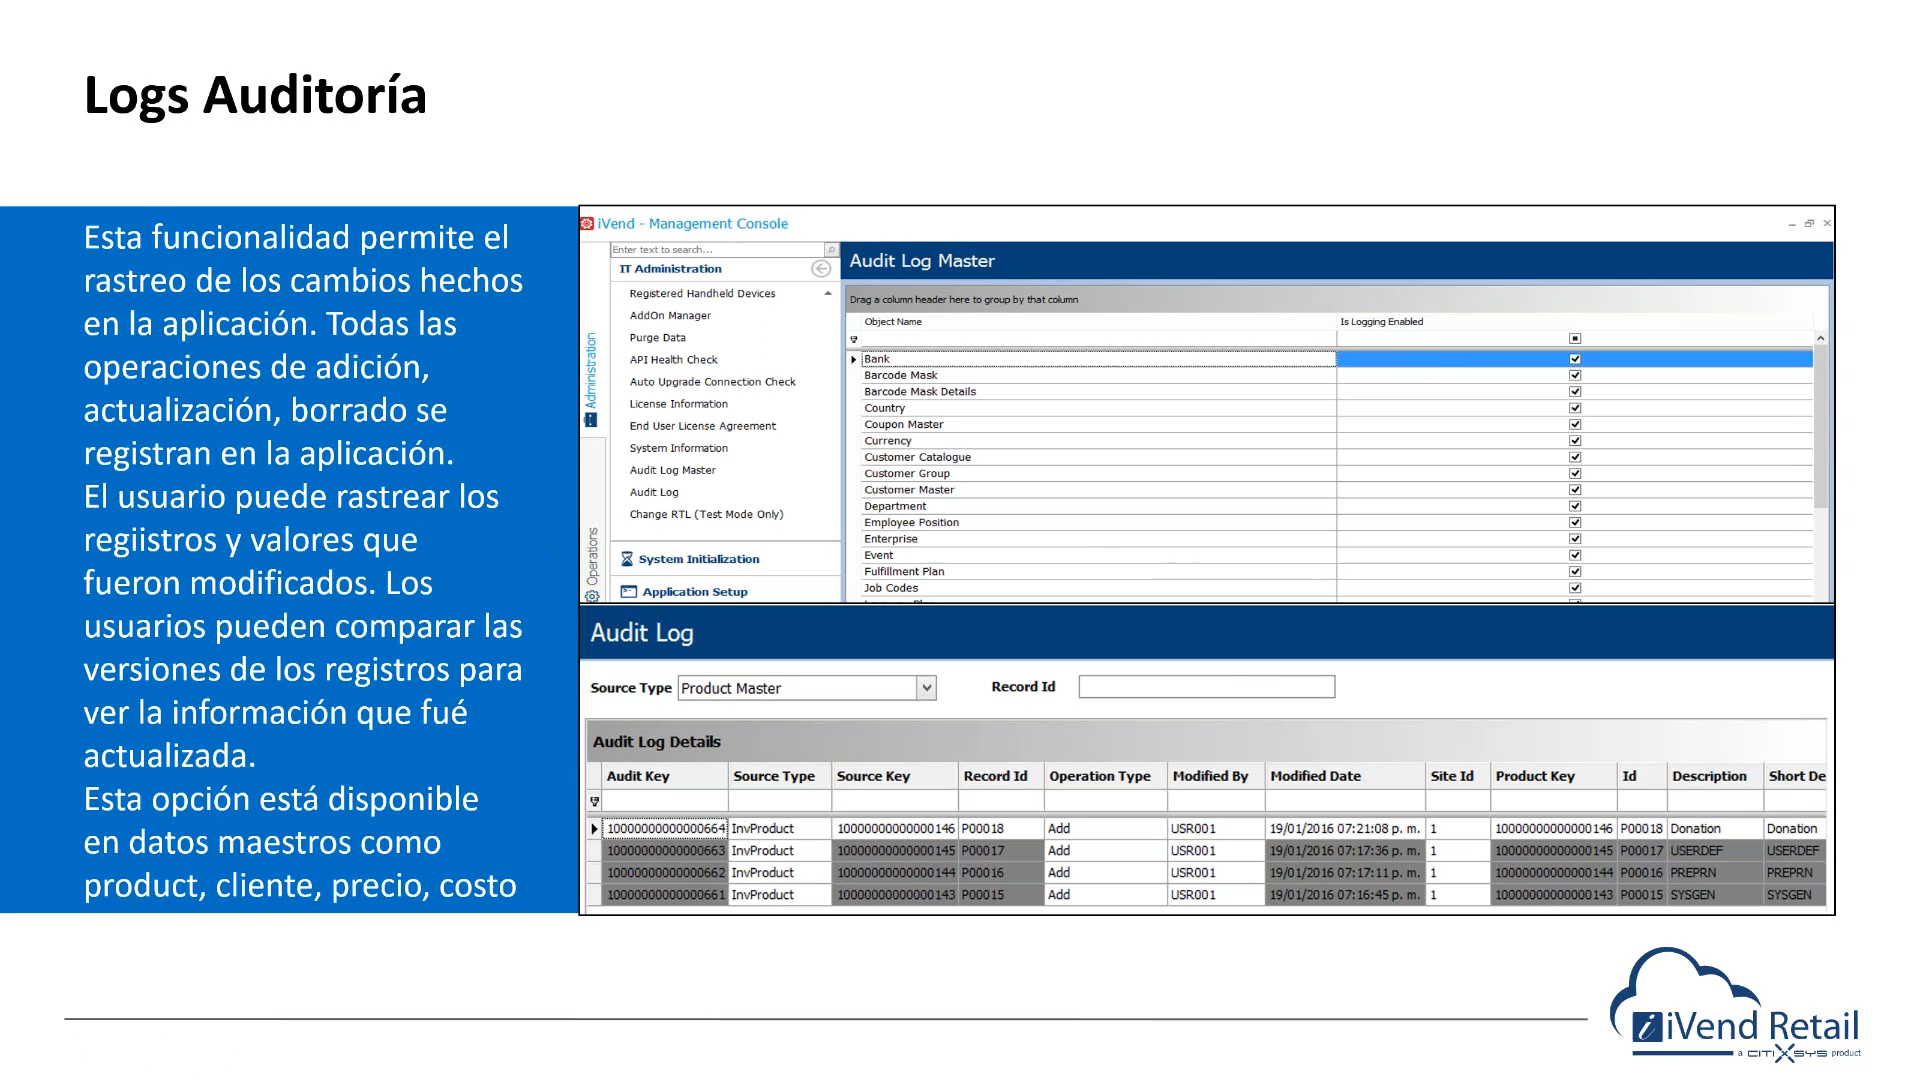 Logs Auditoría
Esta funcionalidad permite el
rastreo de los cambios hechos
en la aplicación. Todas las
operaciones de adición,
actualización, borrado se
registran en la aplicación.
El usuario puede rastrear los
regiistros y valores que
fueron modificados. Los
usuarios pueden comparar las
versiones de los registros para
ver la información que fué
actualizada.
Esta opción está disponible
en datos maestros como
product, cliente, precio, costo
iVend - Management Console
Enter text to search...
IT Administration
Registered Handheld Devices
AddOn Manager
Purge Data
API Health Check
Auto Upgrade Connection Check
License Information
End User License Agreement
System Information
Audit Log Master
Audit Log
Change RTL (Test Mode Only)
System Initialization
Application Setup
Administration
Operations
Audit Log Master
Drag a column header here to group by that column
Object Name Is Logging Enabled
Bank
Barcode Mask
Barcode Mask Details
Country
Coupon Master
Currency
Customer Catalogue
Customer Group
Customer Master
Department
Employee Position
Enterprise
Event
Fulfillment Plan
Job Codes
Audit Log
Source Type Product Master Record Id
Audit Log Details
Audit Key Source Type Source Key Record Id Operation Type Modified By Modified Date Site Id Product Key Id Description Short De
10000000000000664 InvProduct 10000000000000146 P00018 Add USR001 19/01/2016 07:21:08 p. m. 1 10000000000000146 P00018 Donation Donation
10000000000000663 InvProduct 10000000000000145 P00017 Add USR001 19/01/2016 07:17:36 p. m. 1 10000000000000145 P00017 USERDEF USERDEF
10000000000000662 InvProduct 10000000000000144 P00016 Add USR001 19/01/2016 07:17:11 p. m. 1 10000000000000144 P00016 PREPRN PREPRN
10000000000000661 InvProduct 10000000000000143 P00015 Add USR001 19/01/2016 07:16:45 p. m. 1 10000000000000143 P00015 SYSGEN SYSGEN
i iVend Retail
a CITIXSYS product